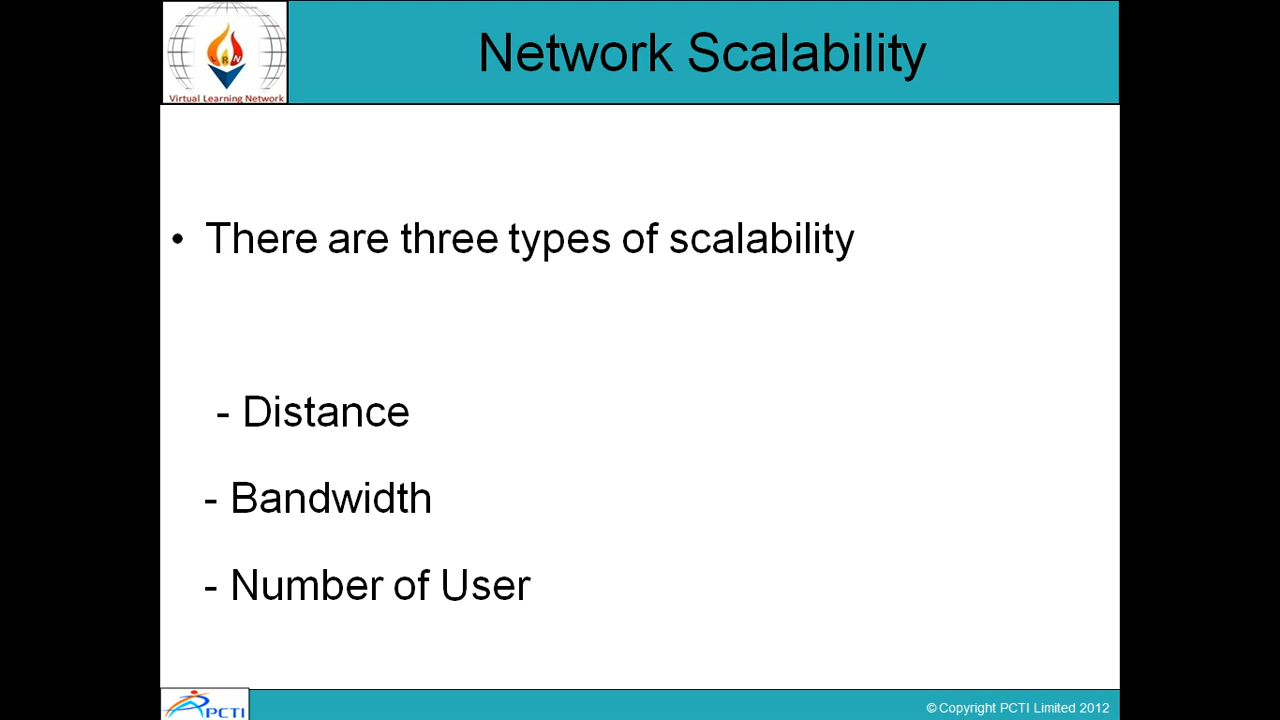 Network Scalability
Virtual Learning Network
• There are three types of scalability
- Distance
- Bandwidth
- Number of User
PCTI
© Copyright PCTI Limited 2012